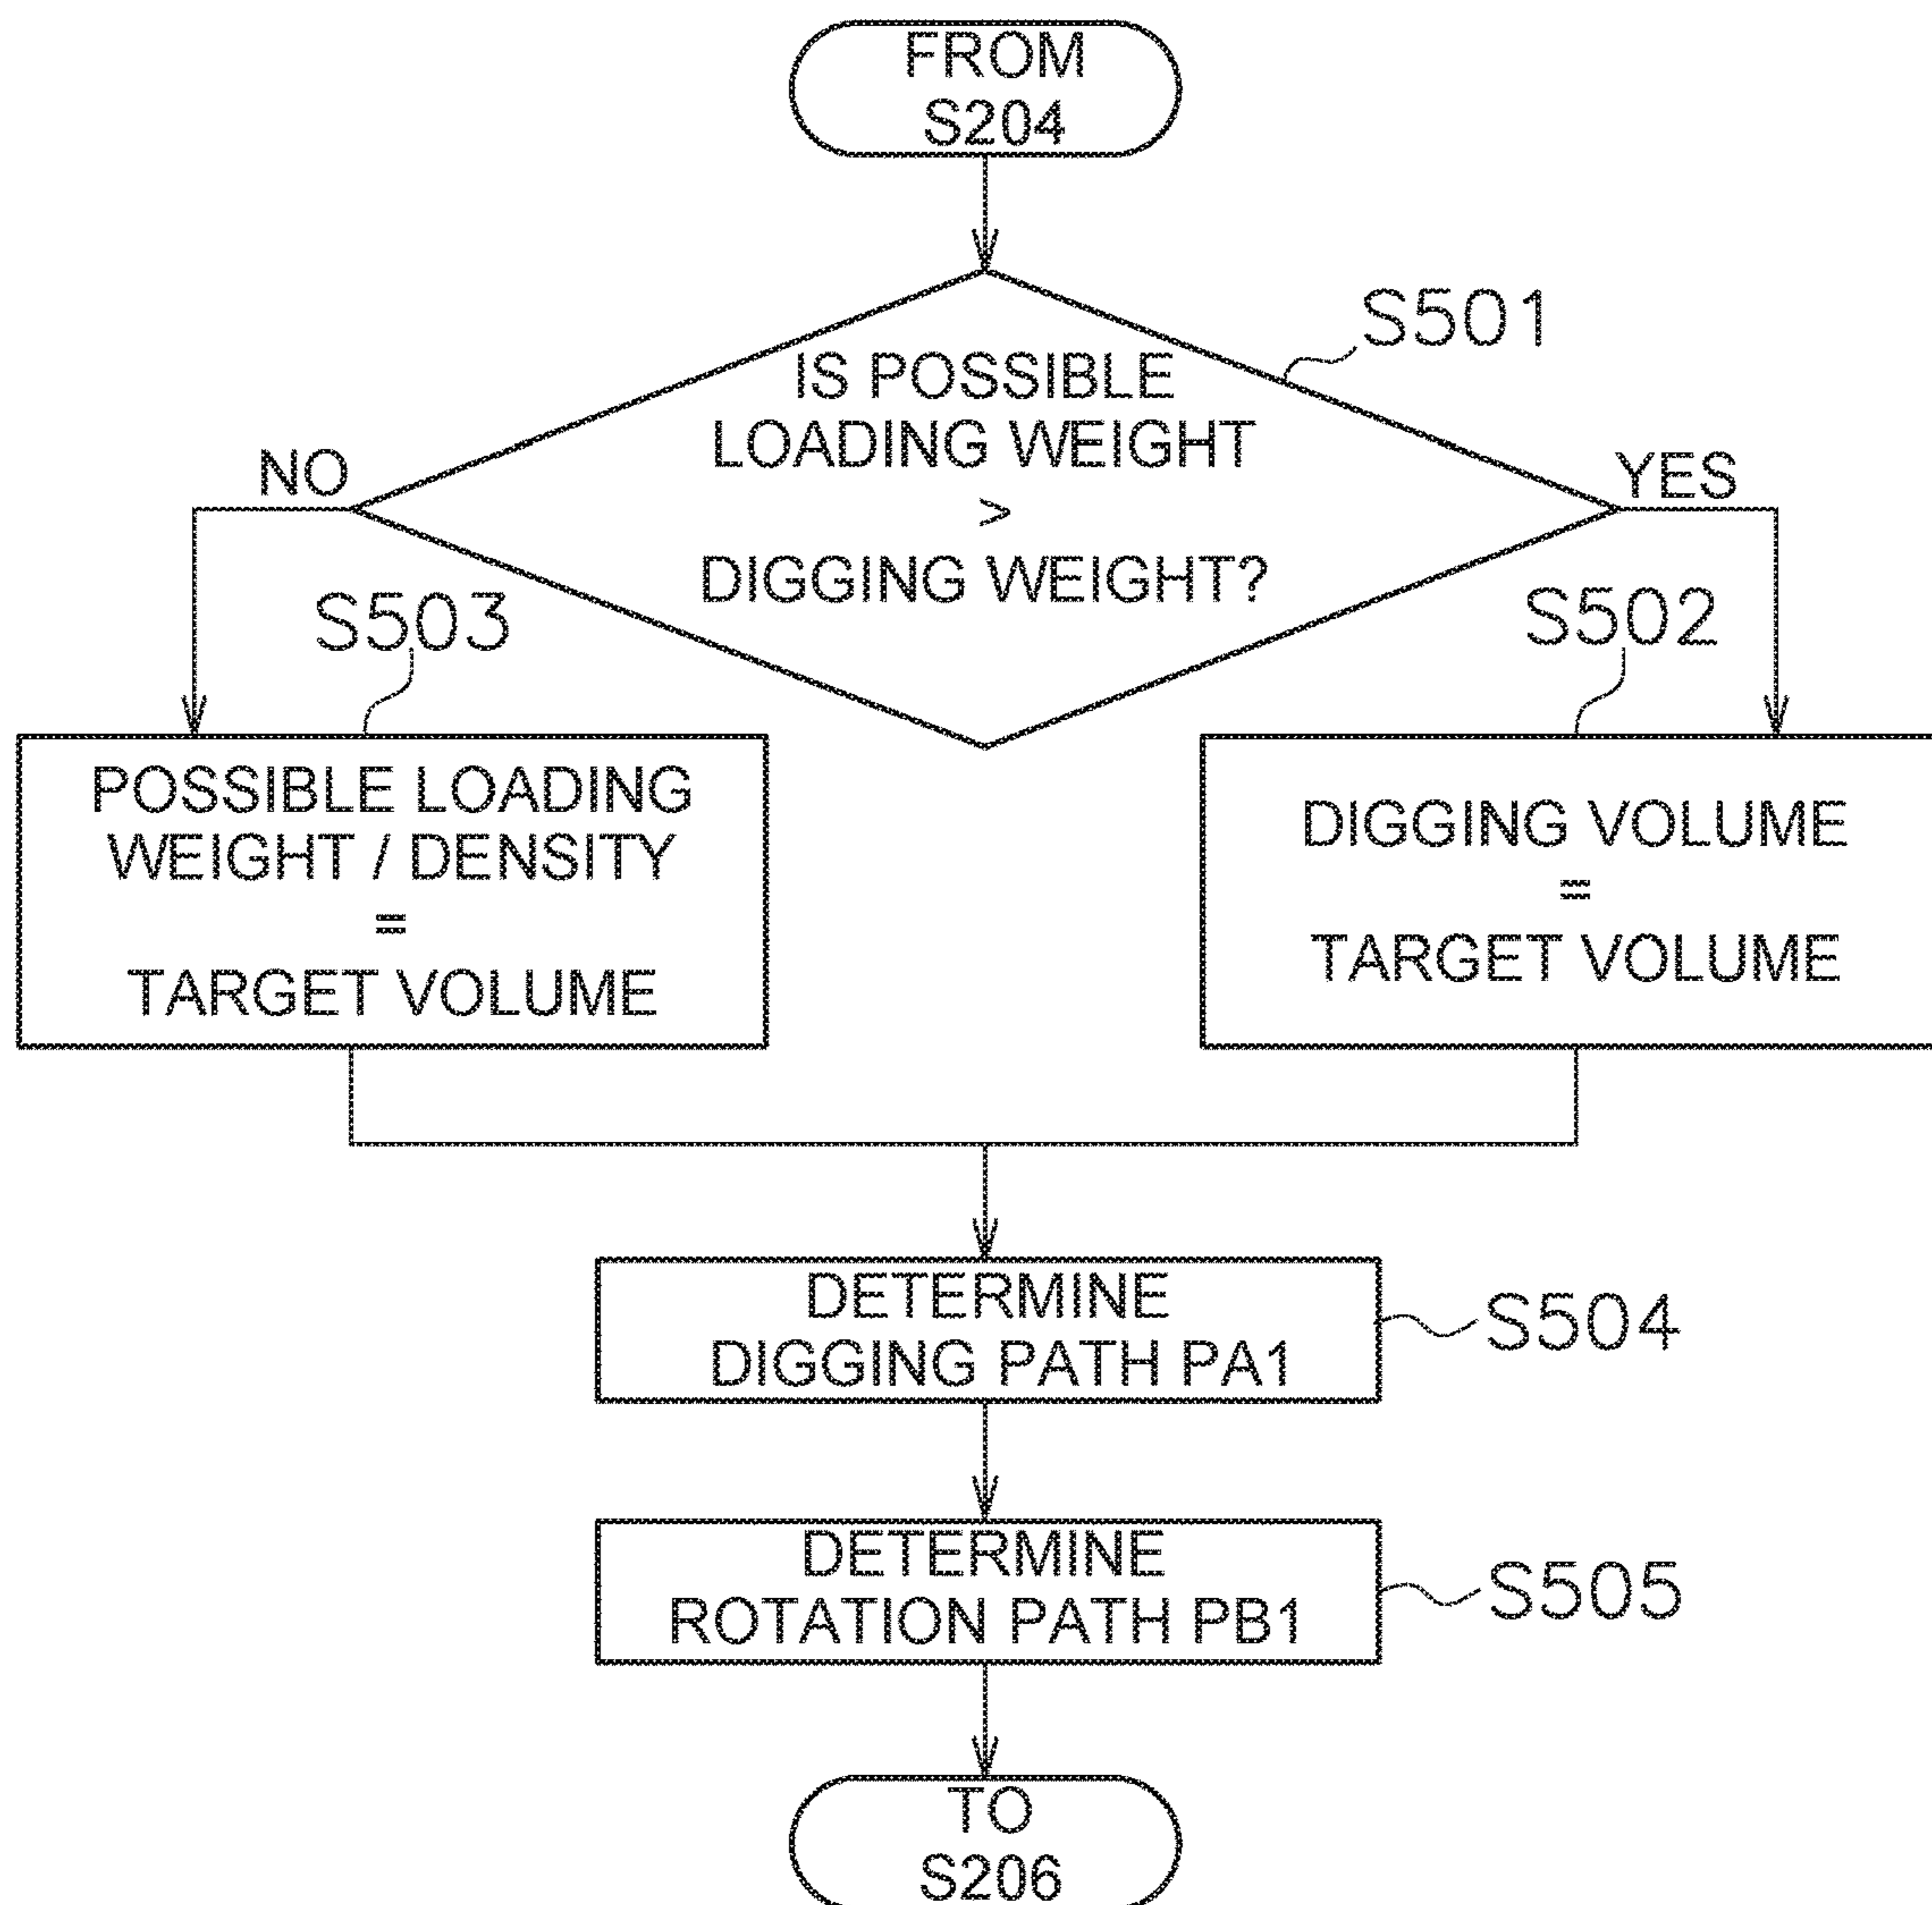 FROM
S204
S501
IS POSSIBLE
LOADING WEIGHT
>
DIGGING WEIGHT?
NO
YES
S503
S502
POSSIBLE LOADING
WEIGHT / DENSITY
=
TARGET VOLUME
DIGGING VOLUME
=
TARGET VOLUME
DETERMINE
DIGGING PATH PA1
S504
DETERMINE
ROTATION PATH PB1
S505
TO
S206